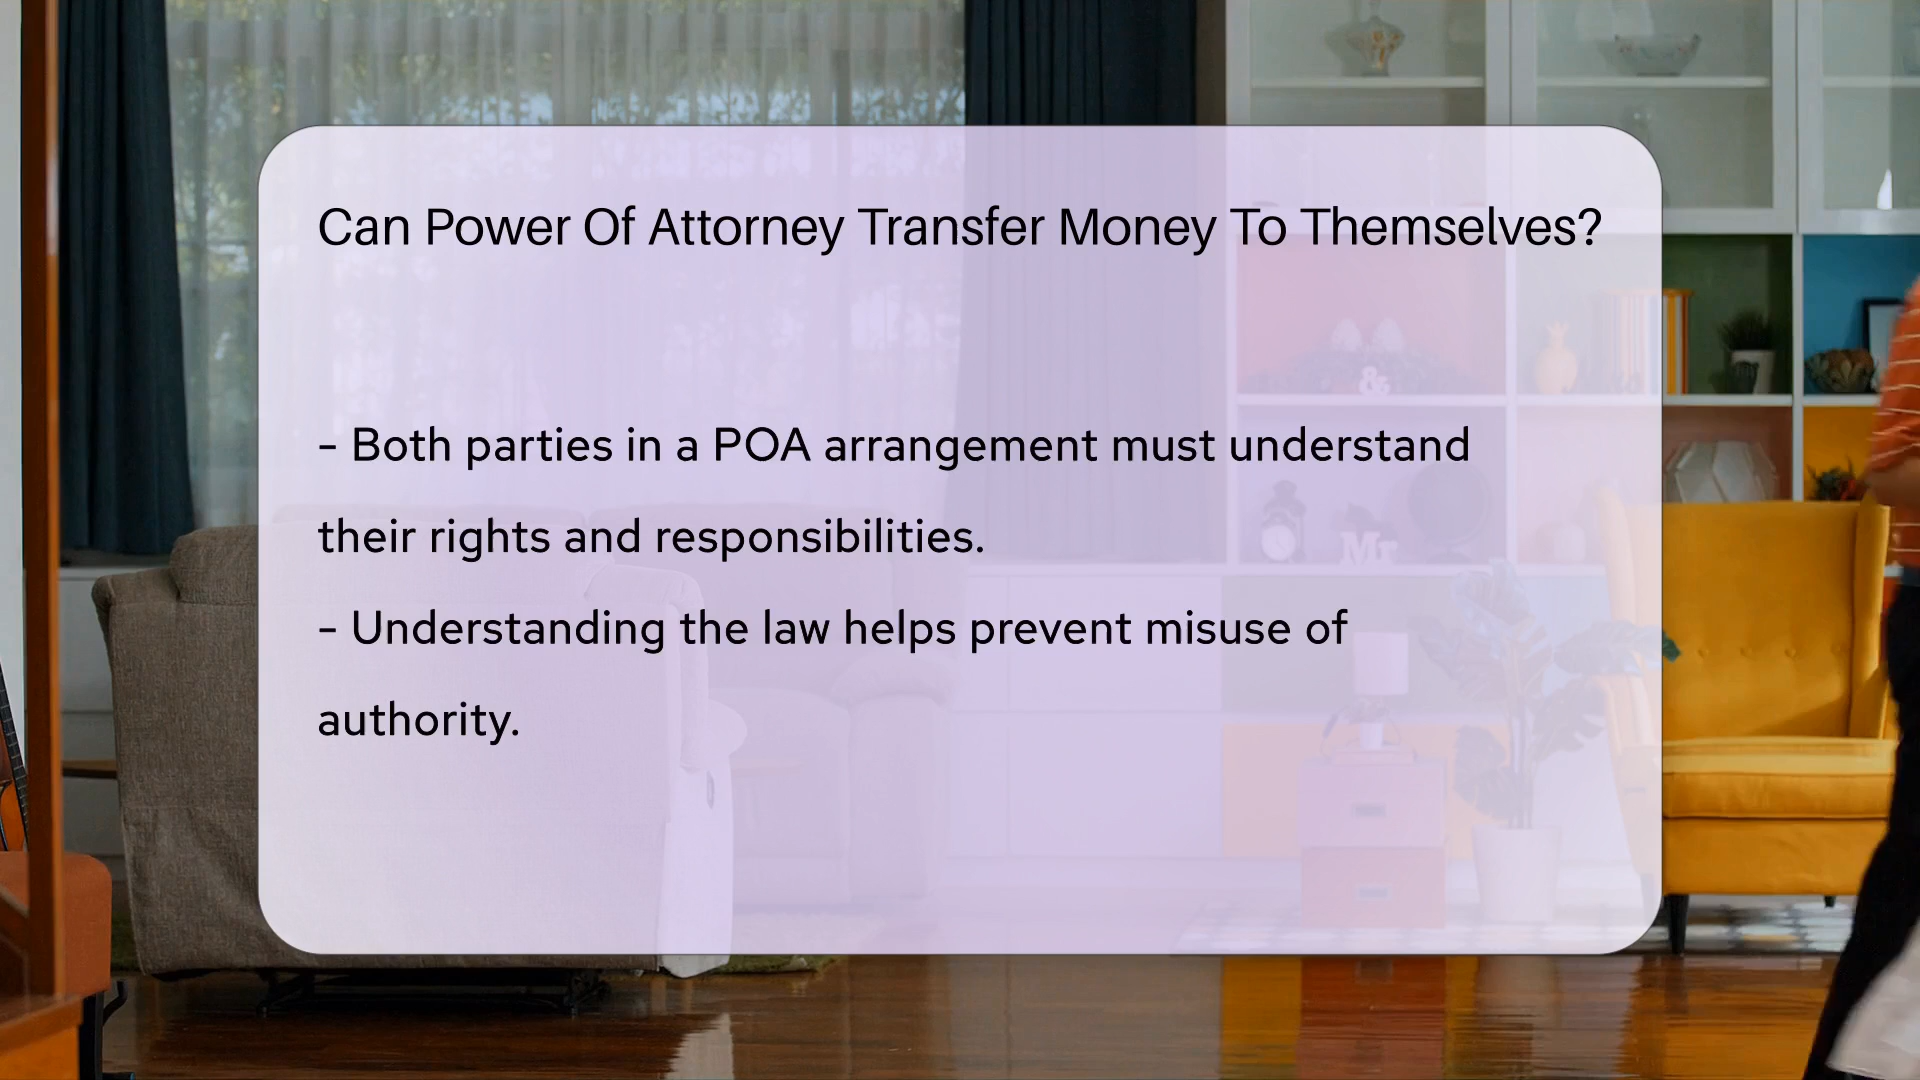 Can Power Of Attorney Transfer Money To Themselves?
- Both parties in a POA arrangement must understand
their rights and responsibilities.
- Understanding the law helps prevent misuse of
authority.
&
Mr